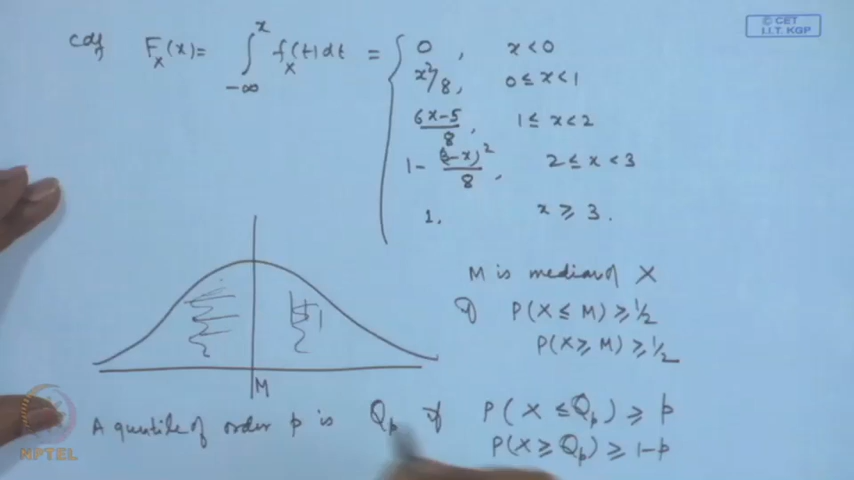 © CET
I.I.T. KGP
cdf F_X(x) = ∫_{-∞}^{x} f_X(t) dt = { 0, x < 0
x²/8, 0 ≤ x < 1
(6x-5)/8, 1 ≤ x < 2
1 - (3-x)²/8, 2 ≤ x < 3
1, x ≥ 3.
M is median of X
P(X ≤ M) ≥ 1/2
P(X ≥ M) ≥ 1/2
M
A quantile of order p is Q_p if P(X ≤ Q_p) ≥ p
P(X ≥ Q_p) ≥ 1-p
NPTEL